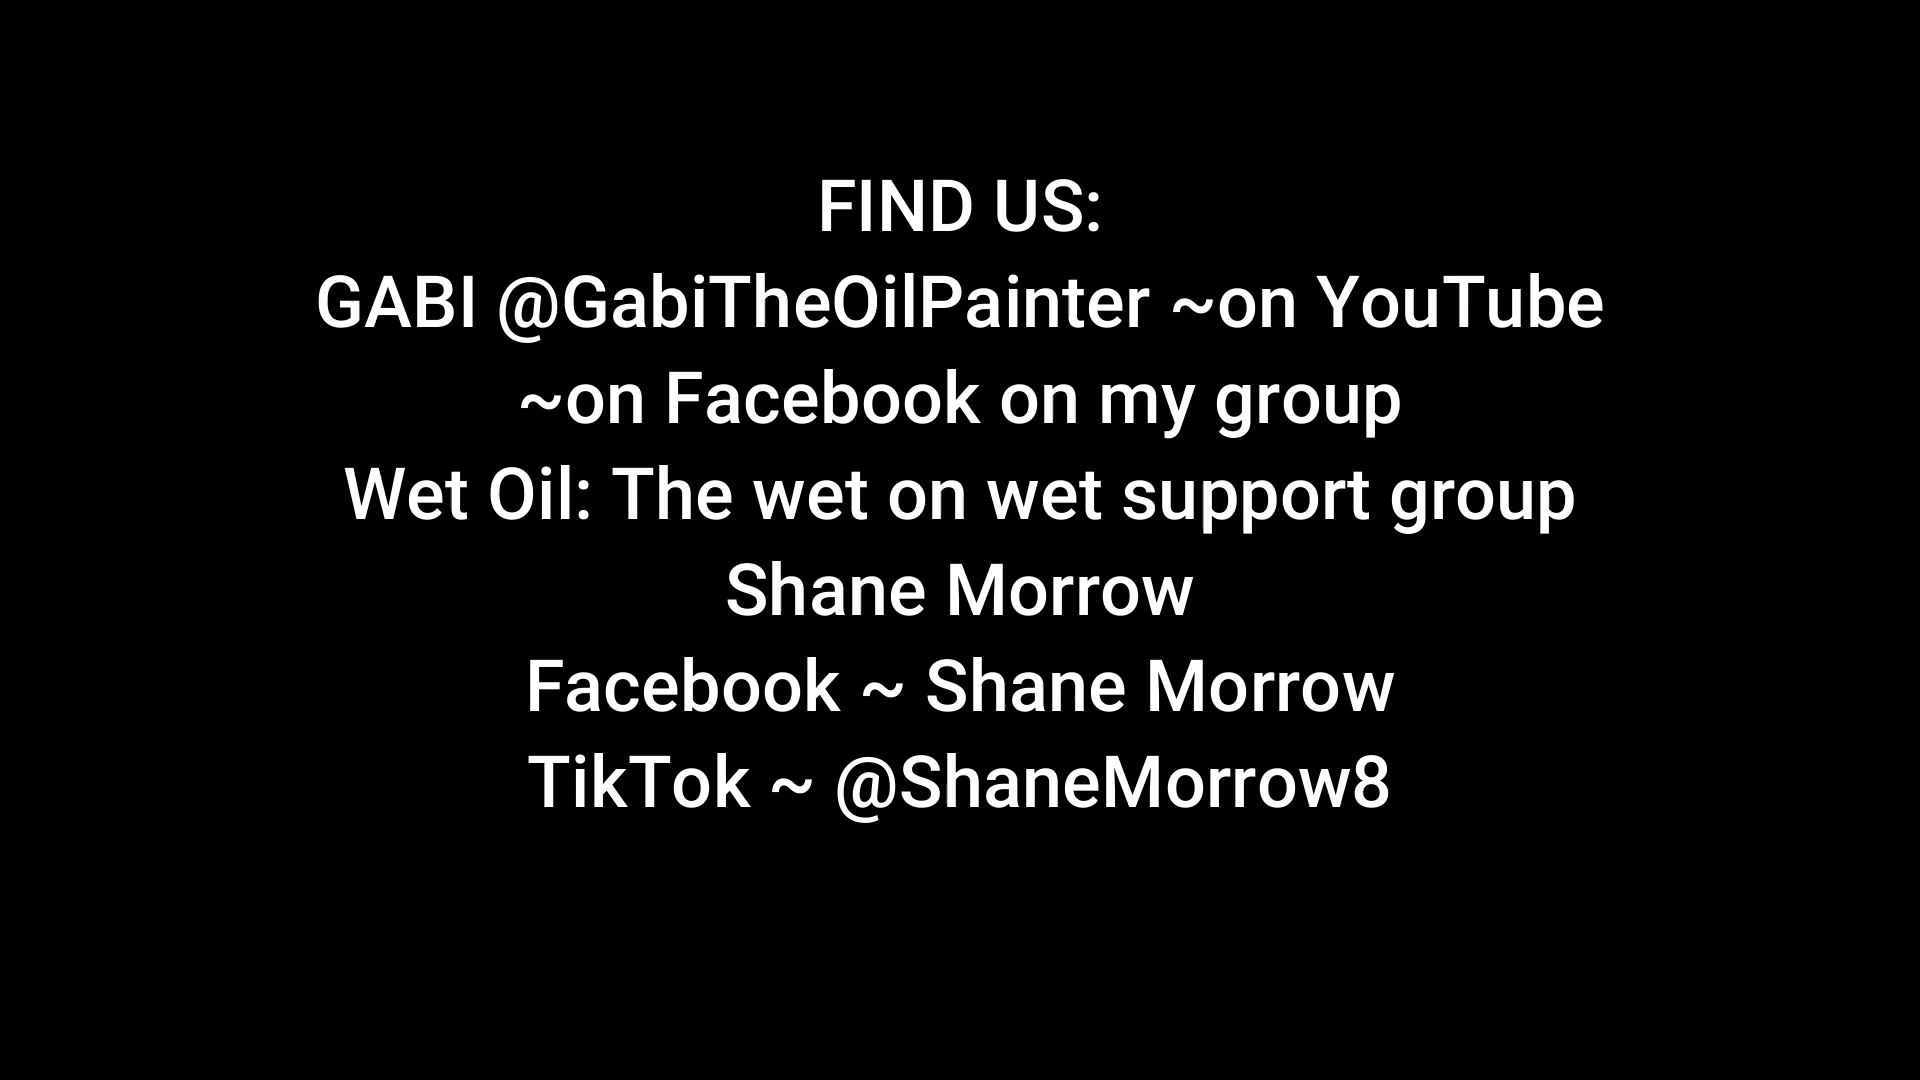 FIND US:
GABI @GabiTheOilPainter ~on YouTube
~on Facebook on my group
Wet Oil: The wet on wet support group
Shane Morrow
Facebook ~ Shane Morrow
TikTok ~ @ShaneMorrow8